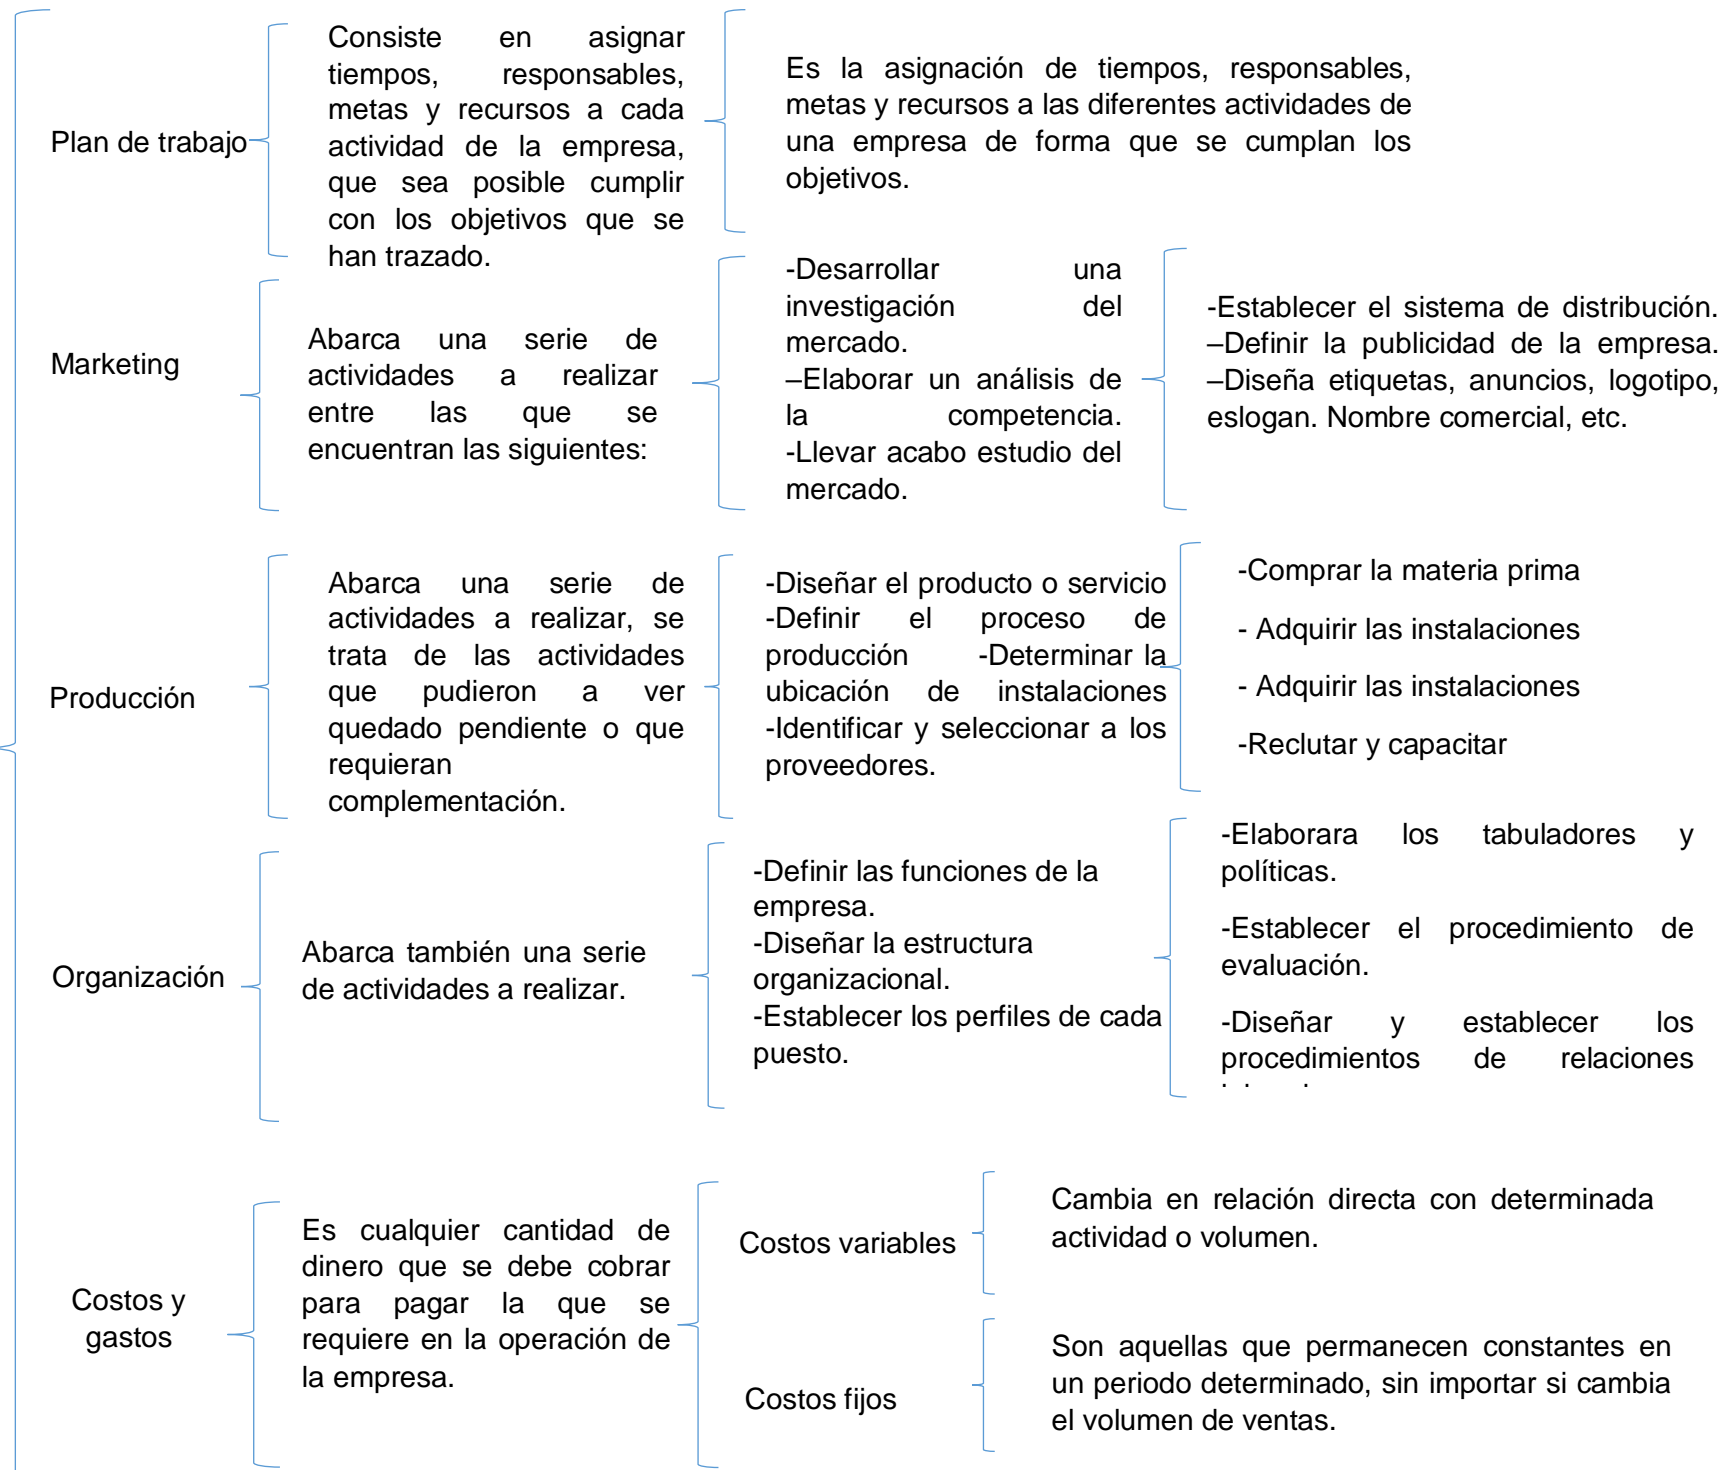 Plan de trabajo
Consiste en asignar
tiempos, responsables,
metas y recursos a cada
actividad de la empresa,
que sea posible cumplir
con los objetivos que se
han trazado.
Es la asignación de tiempos, responsables,
metas y recursos a las diferentes actividades de
una empresa de forma que se cumplan los
objetivos.
Marketing
Abarca una serie de
actividades a realizar
entre las que se
encuentran las siguientes:
-Desarrollar una
investigación del
mercado.
–Elaborar un análisis de
la competencia.
-Llevar acabo estudio del
mercado.
-Establecer el sistema de distribución.
–Definir la publicidad de la empresa.
–Diseña etiquetas, anuncios, logotipo,
eslogan. Nombre comercial, etc.
Producción
Abarca una serie de
actividades a realizar, se
trata de las actividades
que pudieron a ver
quedado pendiente o que
requieran
complementación.
-Diseñar el producto o servicio
-Definir el proceso de
producción -Determinar la
ubicación de instalaciones
-Identificar y seleccionar a los
proveedores.
-Comprar la materia prima
- Adquirir las instalaciones
- Adquirir las instalaciones
-Reclutar y capacitar
Organización
Abarca también una serie
de actividades a realizar.
-Definir las funciones de la
empresa.
-Diseñar la estructura
organizacional.
-Establecer los perfiles de cada
puesto.
-Elaborara los tabuladores y
políticas.
-Establecer el procedimiento de
evaluación.
-Diseñar y establecer los
procedimientos de relaciones
Costos y
gastos
Es cualquier cantidad de
dinero que se debe cobrar
para pagar la que se
requiere en la operación de
la empresa.
Costos variables
Cambia en relación directa con determinada
actividad o volumen.
Costos fijos
Son aquellas que permanecen constantes en
un periodo determinado, sin importar si cambia
el volumen de ventas.